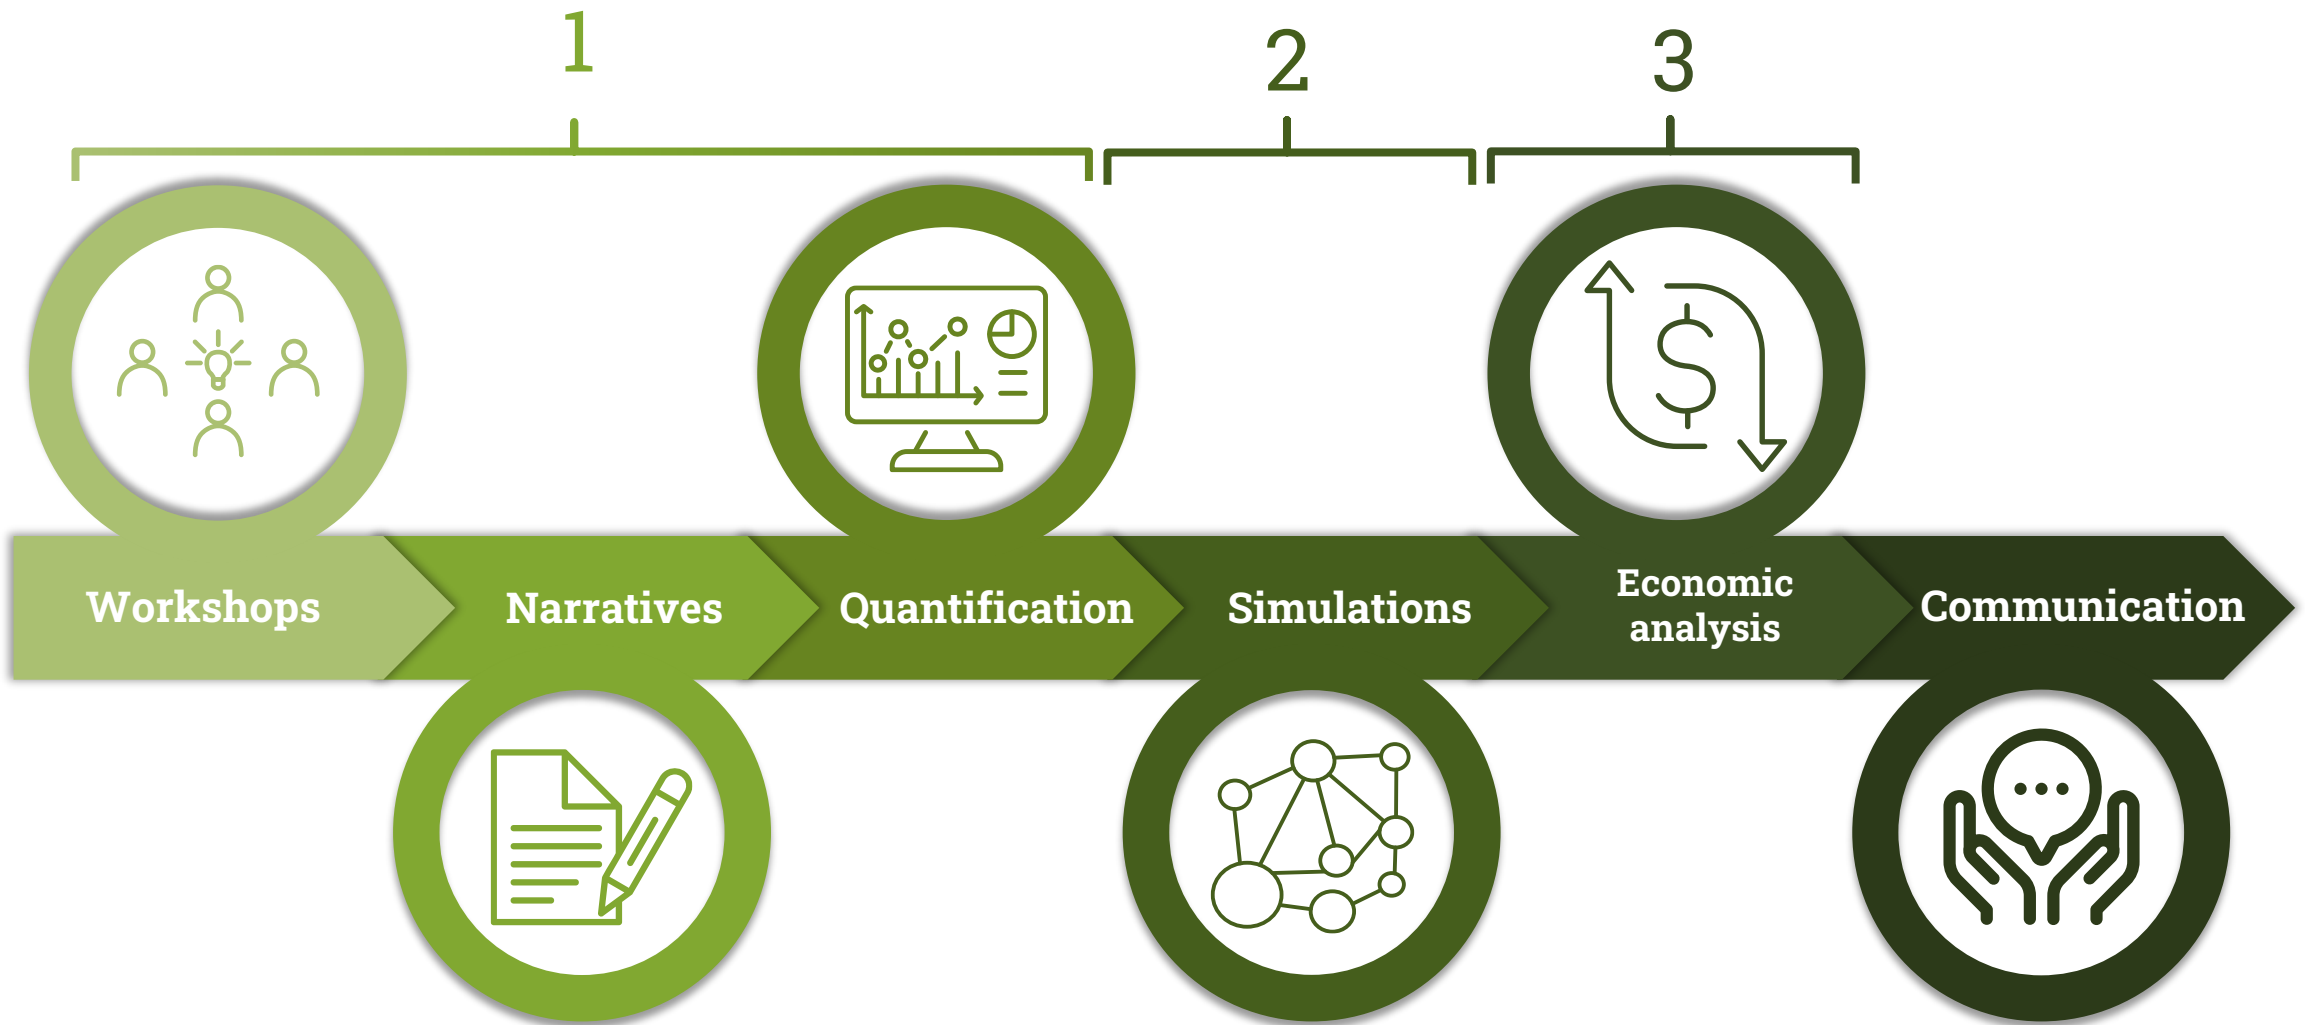 1
2
3
Workshops
Narratives
Quantification
Simulations
Economic
analysis
Communication
$